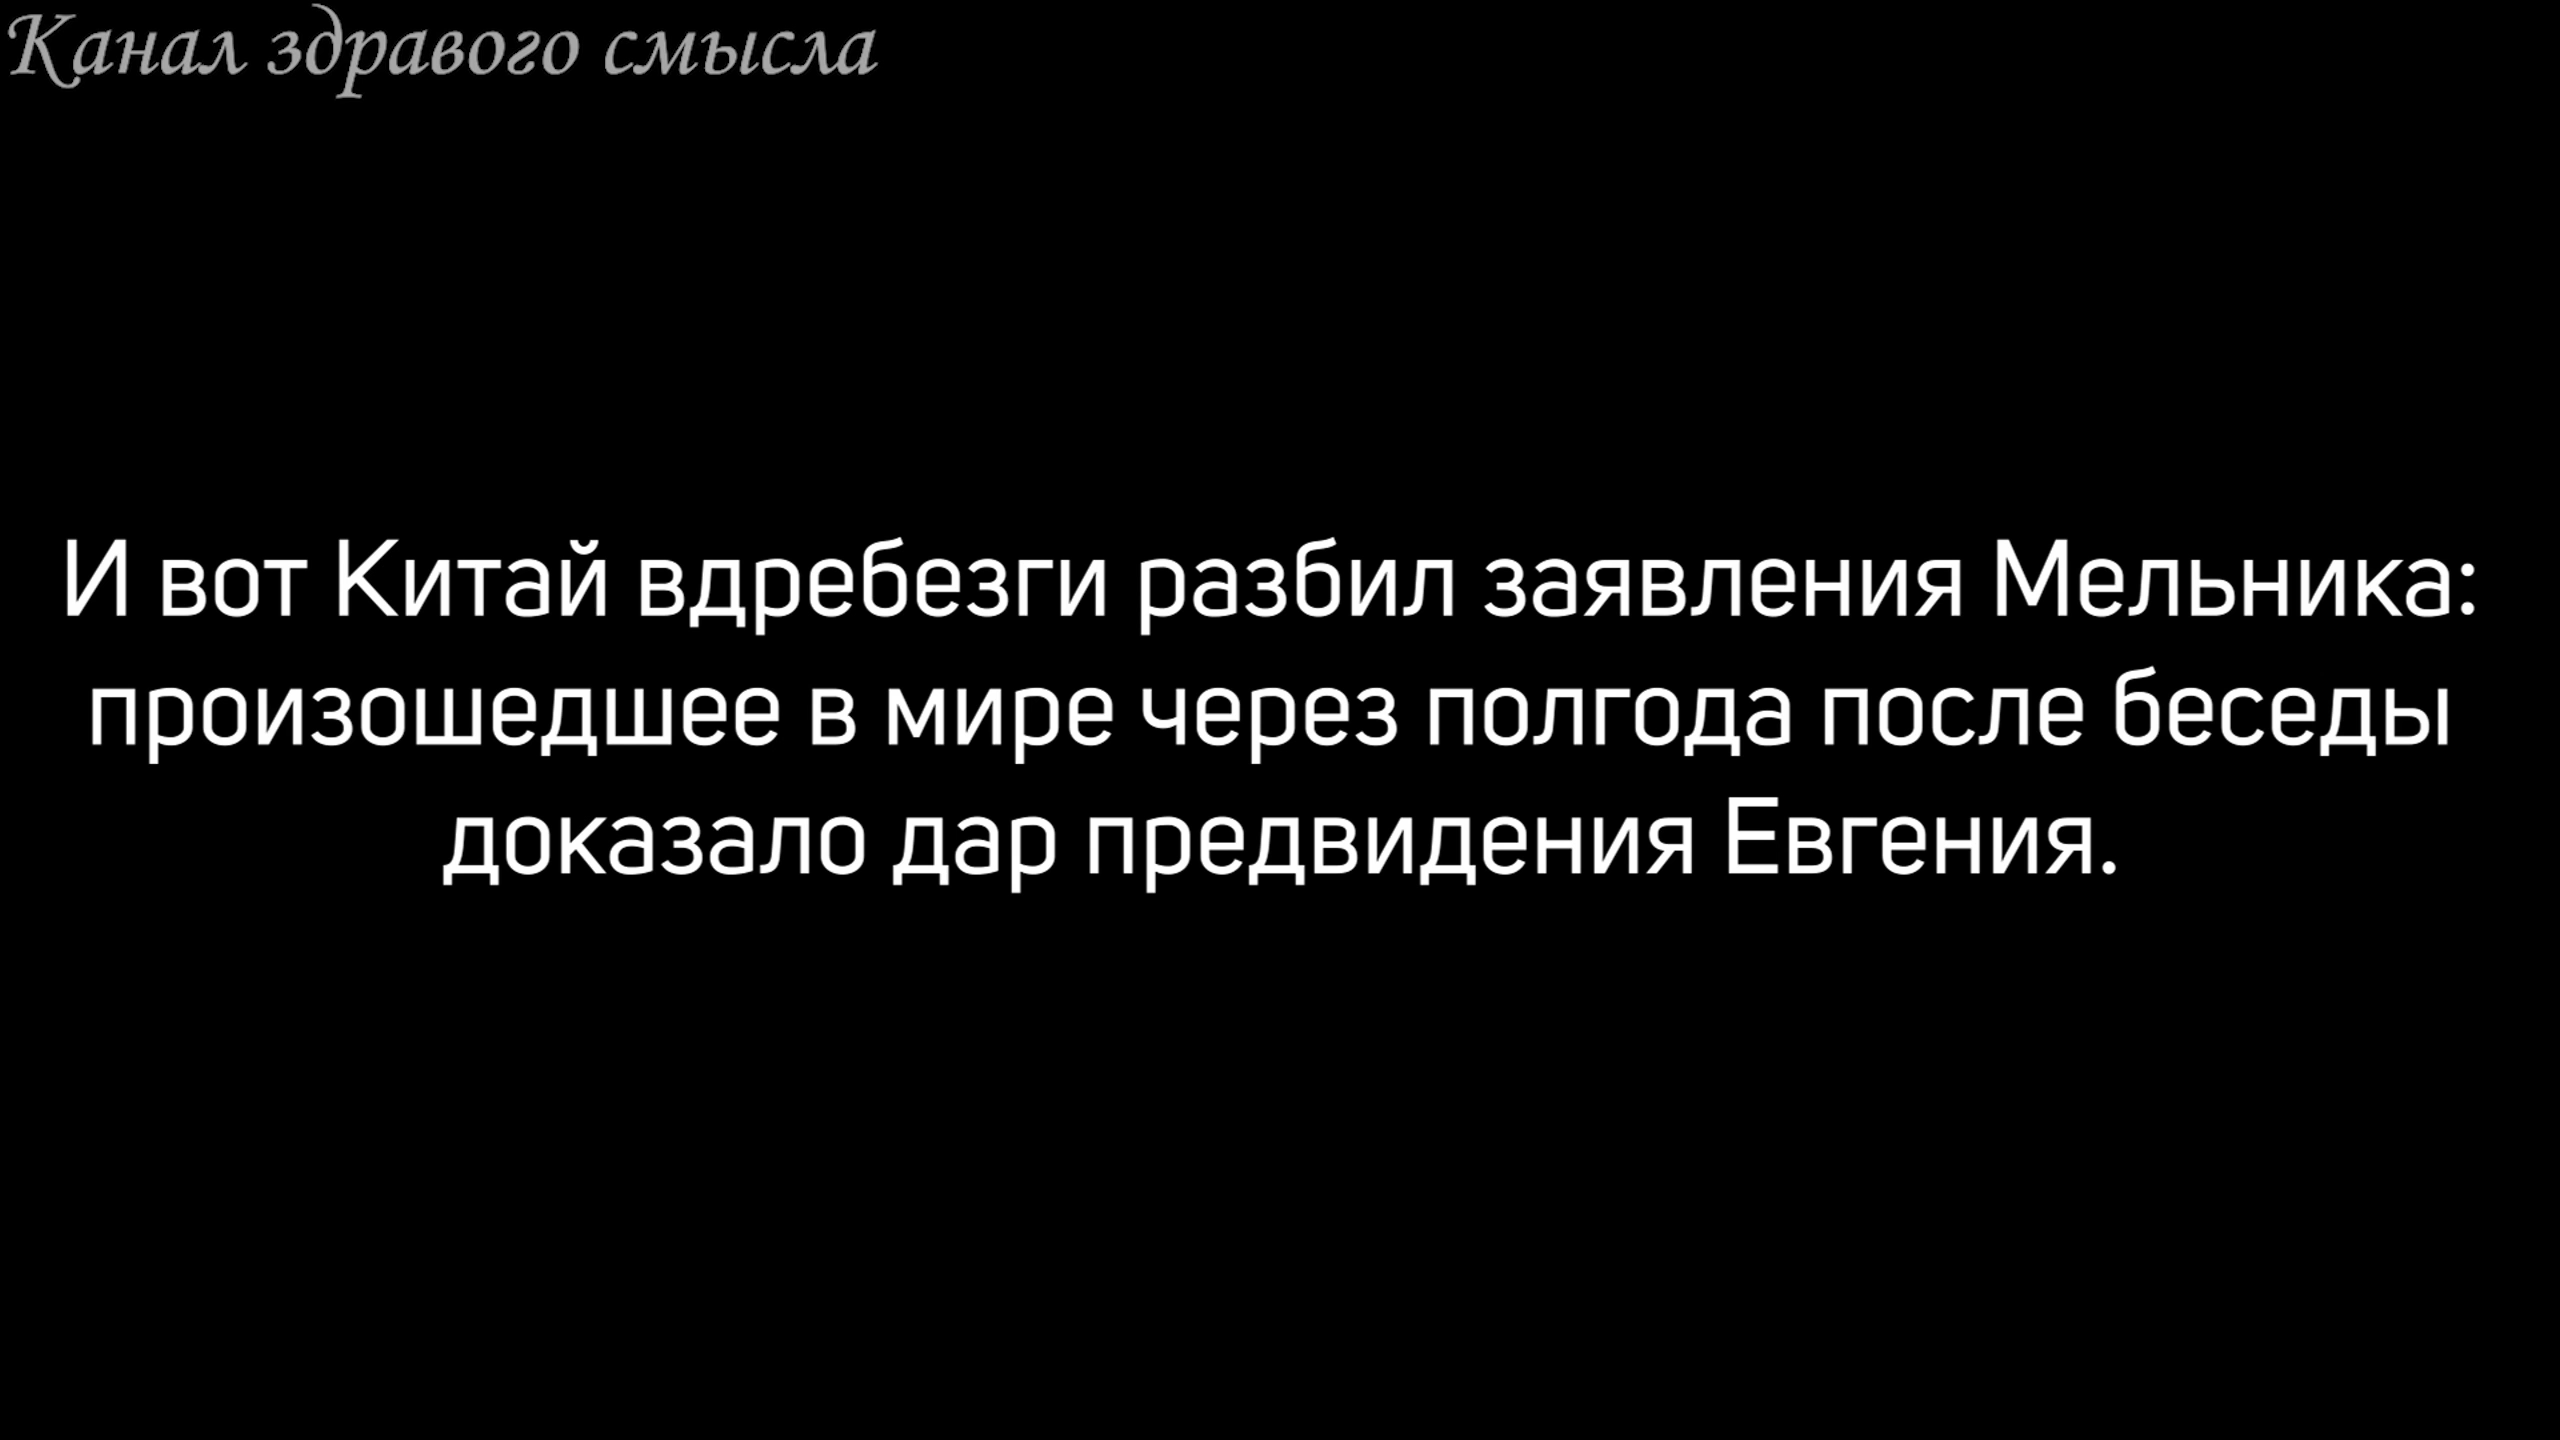 Канал здравого смысла
И вот Китай вдребезги разбил заявления Мельника:
произошедшее в мире через полгода после беседы
доказало дар предвидения Евгения.